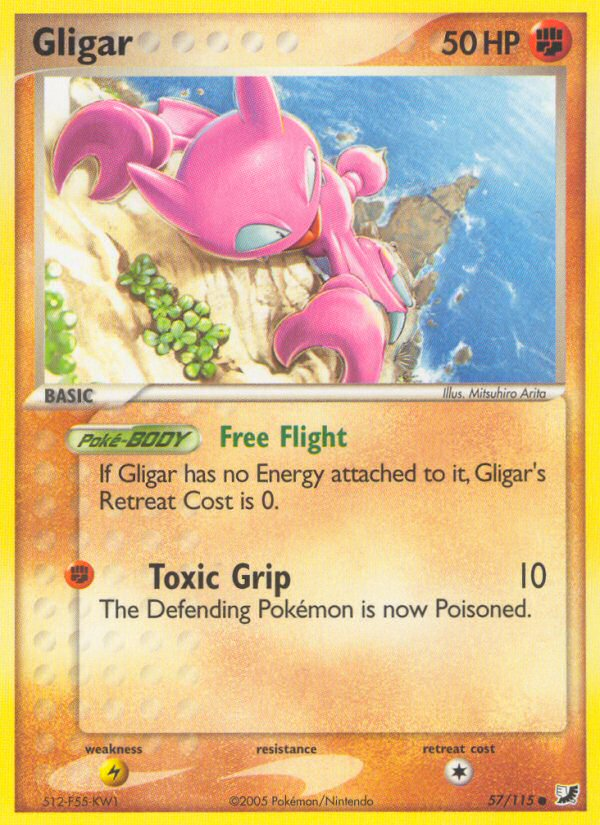 Gligar 50 HP
BASIC
Illus. Mitsuhiro Arita
Poké-BODY Free Flight
If Gligar has no Energy attached to it, Gligar's
Retreat Cost is 0.
Toxic Grip 10
The Defending Pokémon is now Poisoned.
weakness resistance retreat cost
512-F55-KW1 ©2005 Pokémon/Nintendo 57/115